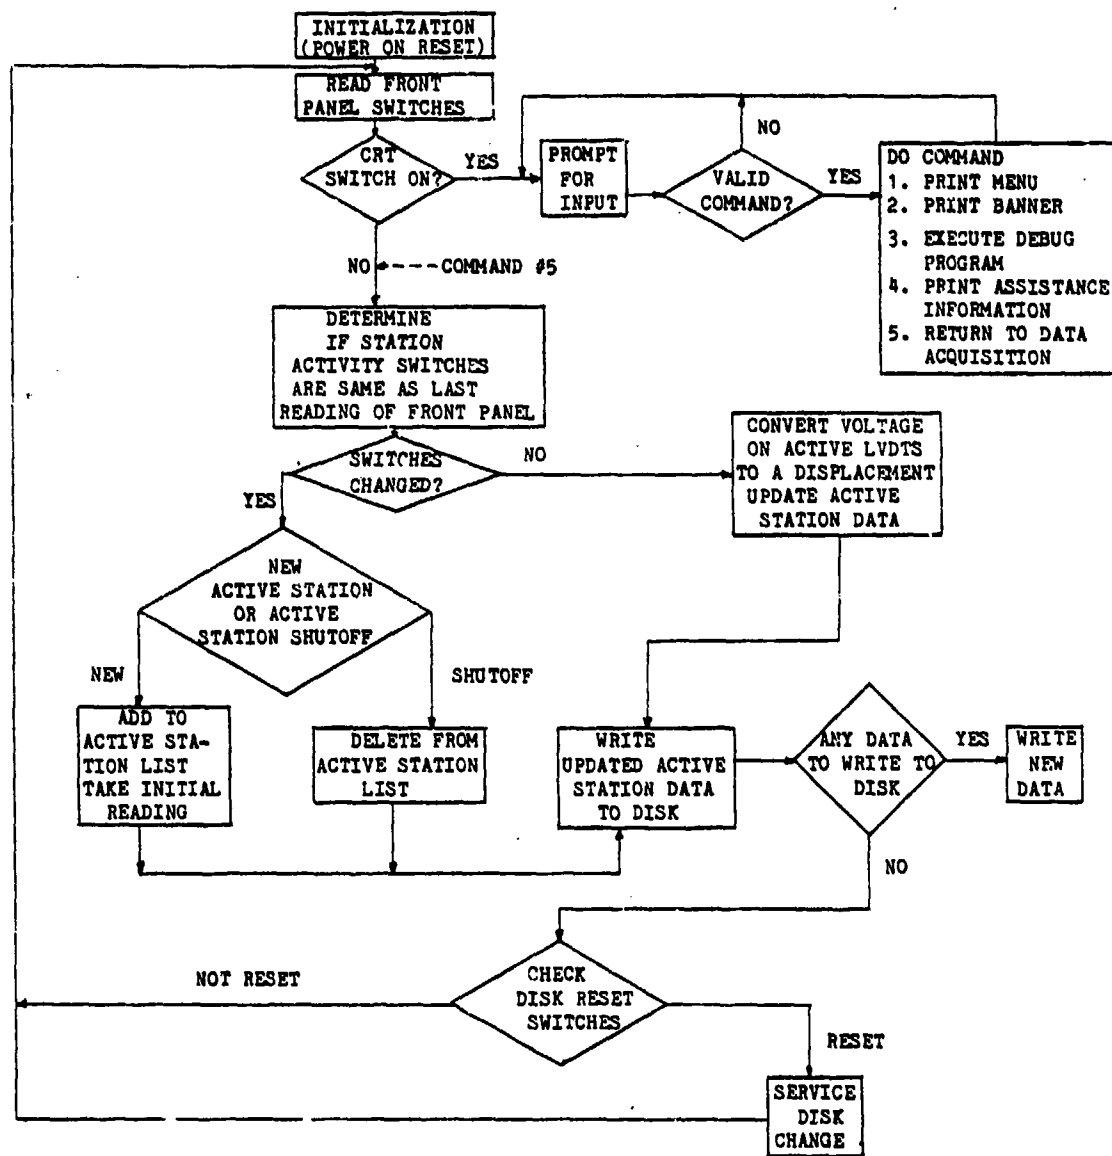 INITIALIZATION
(POWER ON RESET)
READ FRONT
PANEL SWITCHES
CRT
SWITCH ON?
YES
PROMPT
FOR
INPUT
NO
VALID
COMMAND?
YES
DO COMMAND
1. PRINT MENU
2. PRINT BANNER
3. EXECUTE DEBUG
PROGRAM
4. PRINT ASSISTANCE
INFORMATION
5. RETURN TO DATA
ACQUISITION
NO ---- COMMAND #5
DETERMINE
IF STATION
ACTIVITY SWITCHES
ARE SAME AS LAST
READING OF FRONT PANEL
SWITCHES
CHANGED?
NO
YES
CONVERT VOLTAGE
ON ACTIVE LVDTS
TO A DISPLACEMENT
UPDATE ACTIVE
STATION DATA
NEW
ACTIVE STATION
OR ACTIVE
STATION SHUTOFF
NEW
SHUTOFF
ADD TO
ACTIVE STA-
TION LIST
TAKE INITIAL
READING
DELETE FROM
ACTIVE STATION
LIST
WRITE
UPDATED ACTIVE
STATION DATA
TO DISK
ANY DATA
TO WRITE TO
DISK
YES
WRITE
NEW
DATA
NO
CHECK
DISK RESET
SWITCHES
NOT RESET
RESET
SERVICE
DISK
CHANGE